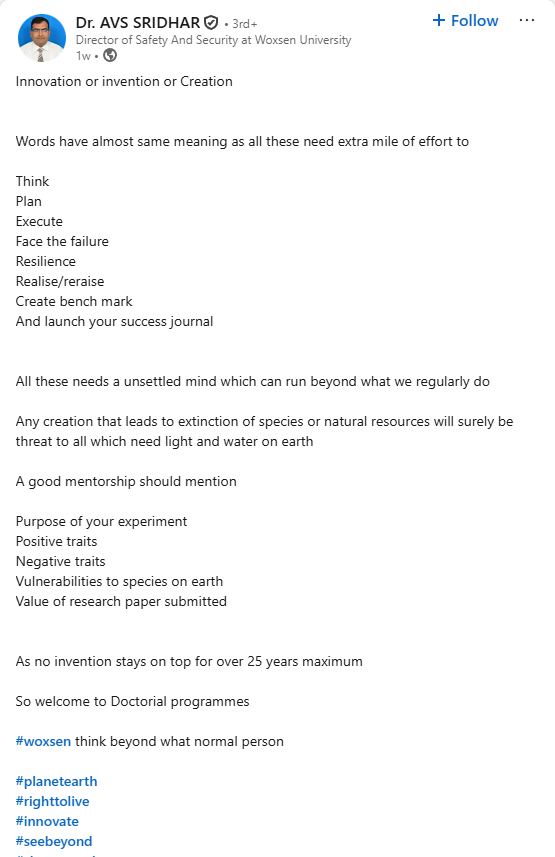 Dr. AVS SRIDHAR • 3rd+
+ Follow
Director of Safety And Security at Woxsen University
1w •
Innovation or invention or Creation
Words have almost same meaning as all these need extra mile of effort to
Think
Plan
Execute
Face the failure
Resilience
Realise/reraise
Create bench mark
And launch your success journal
All these needs a unsettled mind which can run beyond what we regularly do
Any creation that leads to extinction of species or natural resources will surely be
threat to all which need light and water on earth
A good mentorship should mention
Purpose of your experiment
Positive traits
Negative traits
Vulnerabilities to species on earth
Value of research paper submitted
As no invention stays on top for over 25 years maximum
So welcome to Doctorial programmes
#woxsen think beyond what normal person
#planetearth
#righttolive
#innovate
#seebeyond